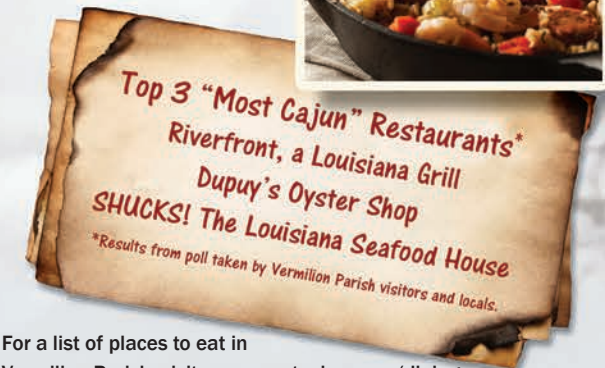 Top 3 “Most Cajun” Restaurants*
Riverfront, a Louisiana Grill
Dupuy’s Oyster Shop
SHUCKS! The Louisiana Seafood House
*Results from poll taken by Vermilion Parish visitors and locals.
For a list of places to eat in